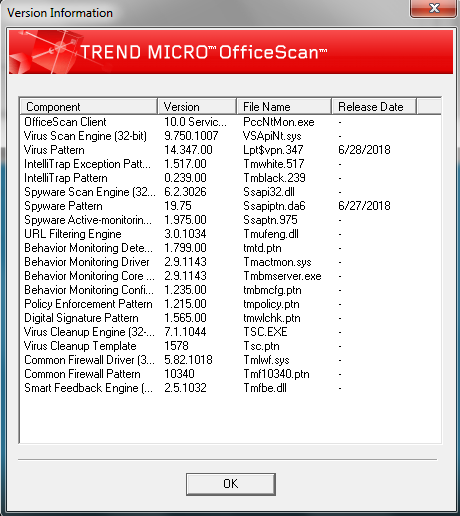 Version Information
TREND MICRO™ OfficeScan™
Component Version File Name Release Date
OfficeScan Client 10.0 Servic... PccNtMon.exe -
Virus Scan Engine (32-bit) 9.750.1007 VSApiNt.sys -
Virus Pattern 14.347.00 Lpt$vpn.347 6/28/2018
IntelliTrap Exception Patt... 1.517.00 Tmwhite.517 -
IntelliTrap Pattern 0.239.00 Tmblack.239 -
Spyware Scan Engine (32... 6.2.3026 Ssapi32.dll -
Spyware Pattern 19.75 Ssapiptn.da6 6/27/2018
Spyware Active-monitorin... 1.975.00 Ssaptn.975 -
URL Filtering Engine 3.0.1034 Tmufeng.dll -
Behavior Monitoring Dete... 1.799.00 tmtd.ptn -
Behavior Monitoring Driver 2.9.1143 Tmactmon.sys -
Behavior Monitoring Core ... 2.9.1143 Tmbmserver.exe -
Behavior Monitoring Confi... 1.235.00 tmbmcfg.ptn -
Policy Enforcement Pattern 1.215.00 tmpolicy.ptn -
Digital Signature Pattern 1.565.00 tmwlchk.ptn -
Virus Cleanup Engine (32-... 7.1.1044 TSC.EXE -
Virus Cleanup Template 1578 Tsc.ptn -
Common Firewall Driver (3... 5.82.1018 Tmlwf.sys -
Common Firewall Pattern 10340 Tmf10340.ptn -
Smart Feedback Engine (... 2.5.1032 Tmfbe.dll -
OK